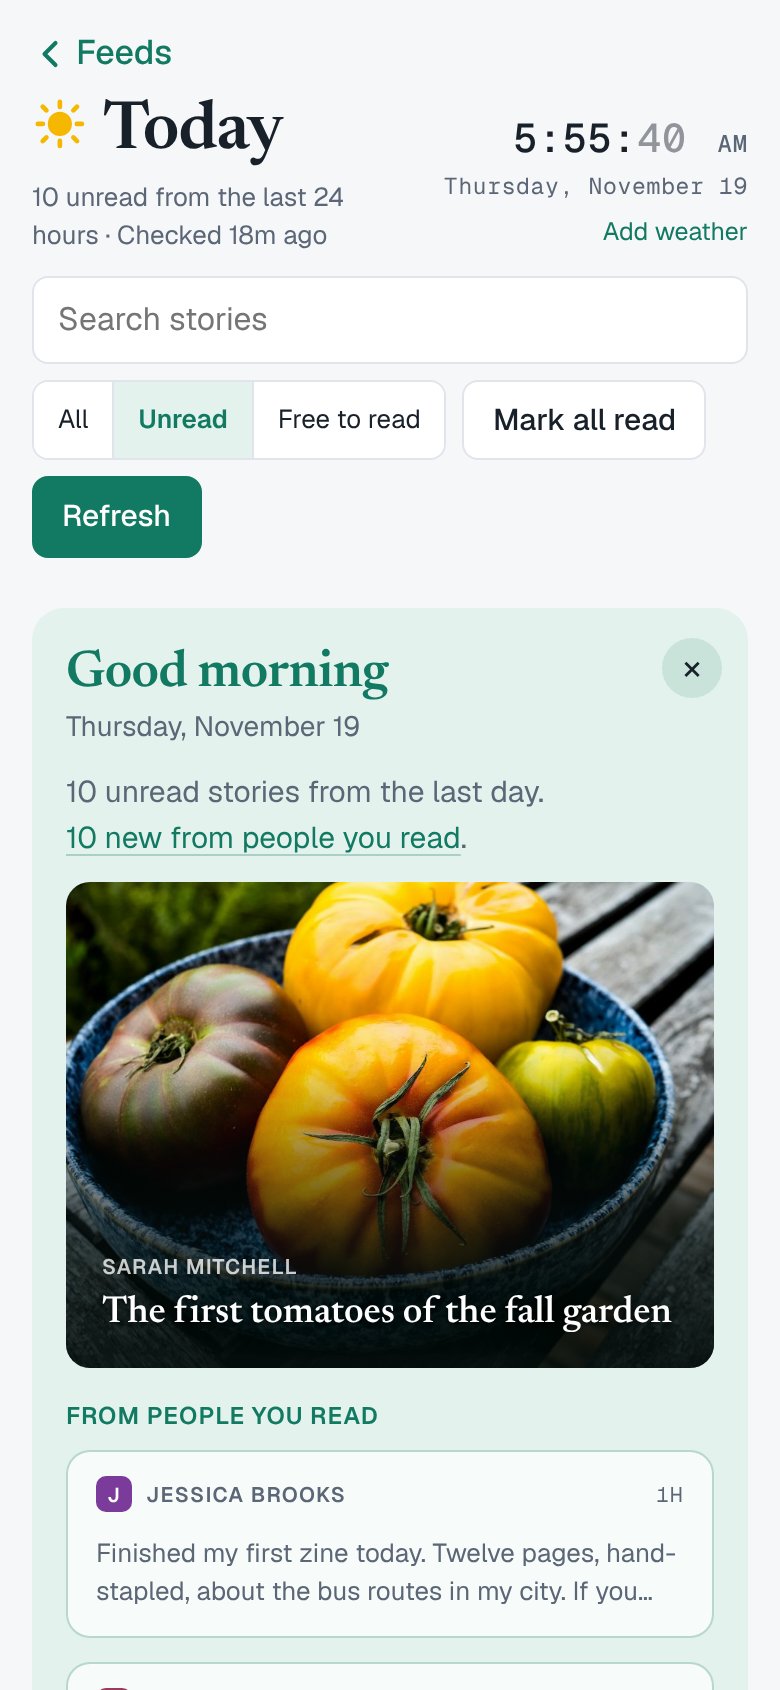 Feeds
Today
5:55:40 AM
Thursday, November 19
10 unread from the last 24
hours · Checked 18m ago
Add weather
Search stories
All
Unread
Free to read
Mark all read
Refresh
Good morning
×
Thursday, November 19
10 unread stories from the last day.
10 new from people you read.
SARAH MITCHELL
The first tomatoes of the fall garden
FROM PEOPLE YOU READ
J
JESSICA BROOKS
1H
Finished my first zine today. Twelve pages, hand-
stapled, about the bus routes in my city. If you…